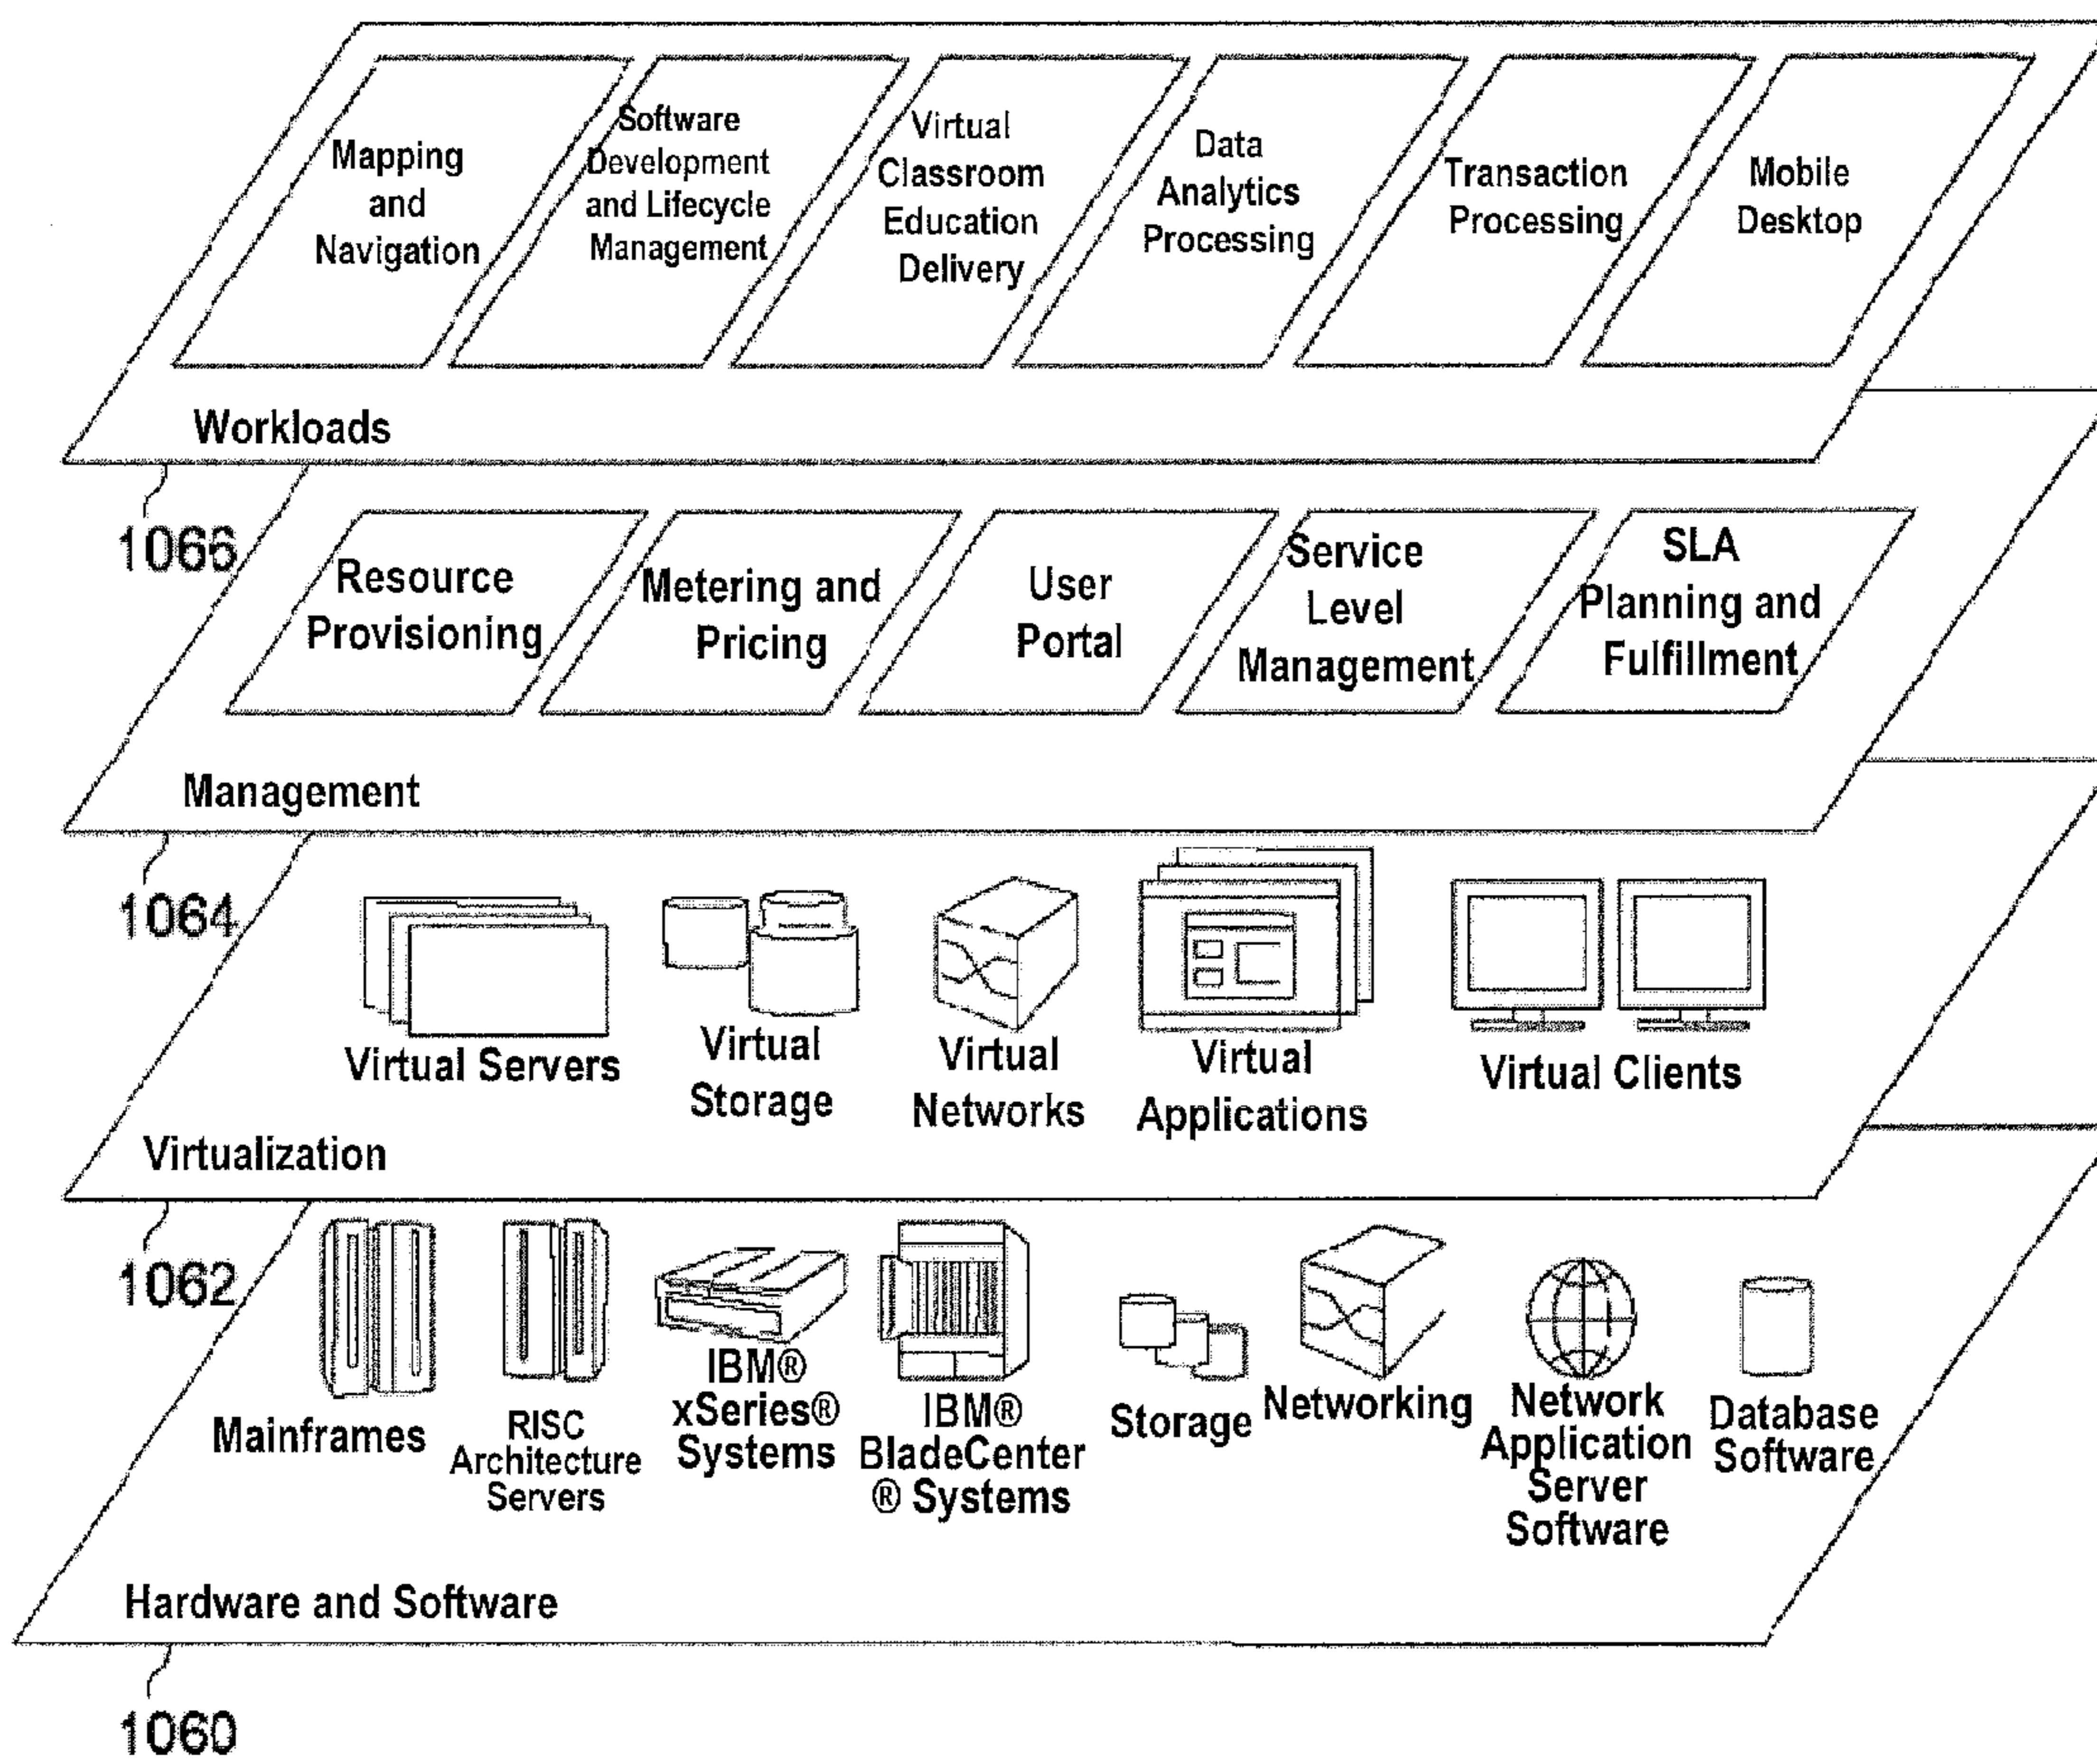 Mapping
and
Navigation
Software
Development
and Lifecycle
Management
Virtual
Classroom
Education
Delivery
Data
Analytics
Processing
Transaction
Processing
Mobile
Desktop
Workloads
1066
Resource
Provisioning
Metering and
Pricing
User
Portal
Service
Level
Management
SLA
Planning and
Fulfillment
Management
1064
Virtual Servers
Virtual
Storage
Virtual
Networks
Virtual
Applications
Virtual Clients
Virtualization
1062
Mainframes
RISC
Architecture
Servers
IBM®
xSeries®
Systems
IBM®
BladeCenter
® Systems
Storage
Networking
Network
Application
Server
Software
Database
Software
Hardware and Software
1060